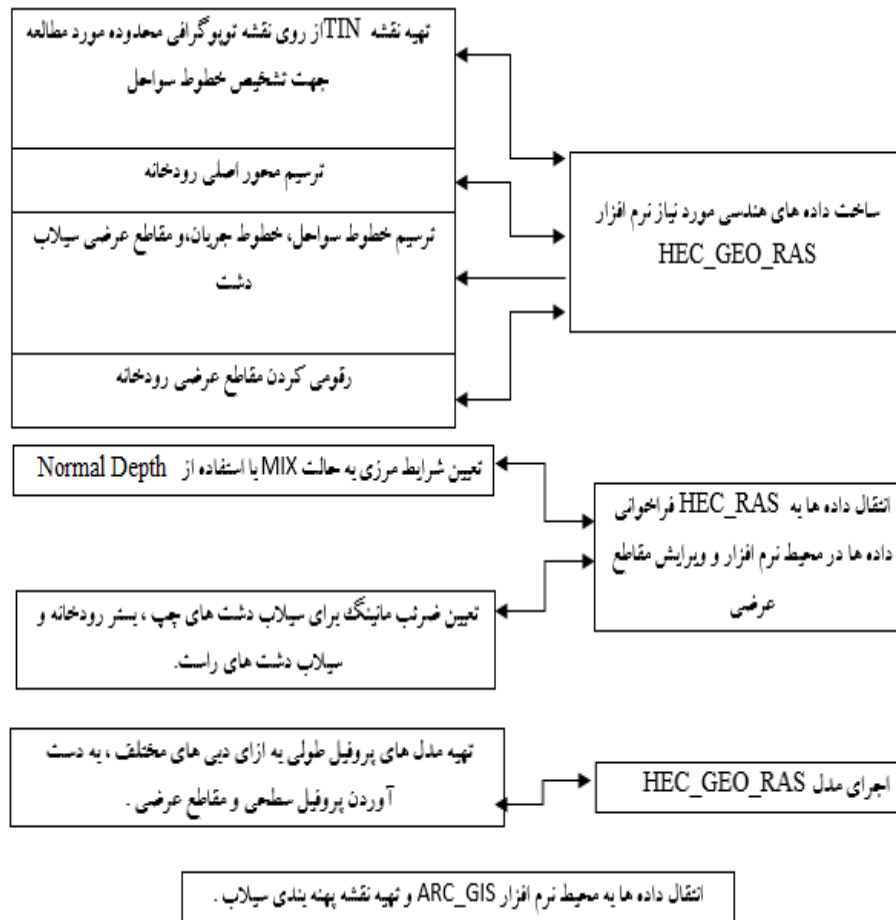 تهیه نقشه TINاز روی نقشه توپوگرافی محدوده مورد مطالعه
جهت تشخیص خطوط سواحل
ترسیم محور اصلی رودخانه
ترسیم خطوط سواحل، خطوط جریان،و مقاطع عرضی سیلاب
دشت
رقومی کردن مقاطع عرضی رودخانه
ساخت داده های هندسی مورد نیاز نرم افزار
HEC_GEO_RAS
تعیین شرایط مرزی به حالت MIX با استفاده از Normal Depth
تعیین ضرئب مانینگ برای سیلاب دشت های چپ ، بستر رودخانه و
سیلاب دشت های راست.
انتقال داده ها به HEC_RAS فراخوانی
داده ها در محیط نرم افزار و ویرایش مقاطع
عرضی
تهیه مدل های پروفیل طولی به ازای دبی های مختلف ، به دست
آوردن پروفیل سطحی و مقاطع عرضی .
اجرای مدل HEC_GEO_RAS
انتقال داده ها به محیط نرم افزار ARC_GIS و تهیه نقشه پهنه بندی سیلاب .